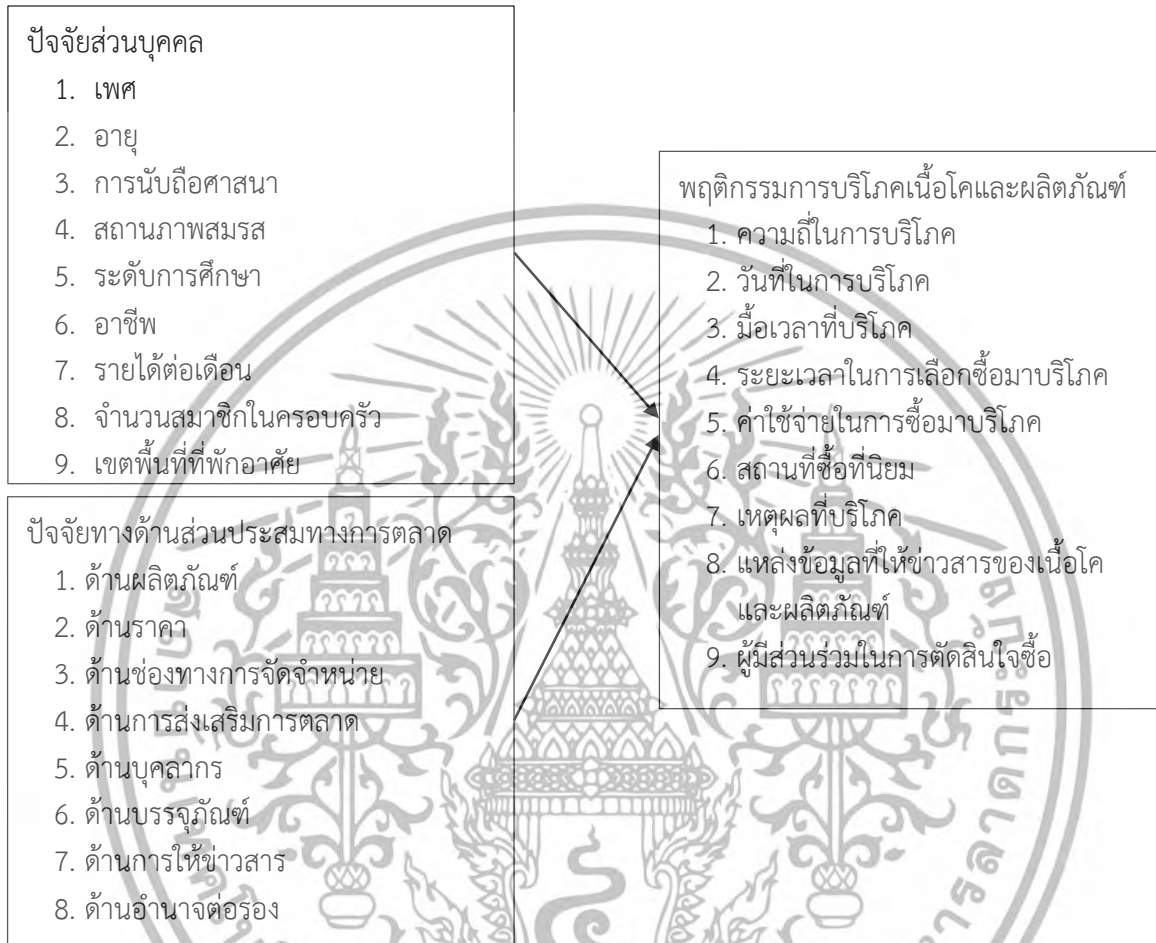 ปัจจัยส่วนบุคคล
1. เพศ
2. อายุ
3. การนับถือศาสนา
4. สถานภาพสมรส
5. ระดับการศึกษา
6. อาชีพ
7. รายได้ต่อเดือน
8. จำนวนสมาชิกในครอบครัว
9. เขตพื้นที่ที่พักอาศัย
ปัจจัยทางด้านส่วนประสมทางการตลาด
1. ด้านผลิตภัณฑ์
2. ด้านราคา
3. ด้านช่องทางการจัดจำหน่าย
4. ด้านการส่งเสริมการตลาด
5. ด้านบุคลากร
6. ด้านบรรจุภัณฑ์
7. ด้านการให้ข่าวสาร
8. ด้านอำนาจต่อรอง
พฤติกรรมการบริโภคเนื้อโคและผลิตภัณฑ์
1. ความถี่ในการบริโภค
2. วันที่ในการบริโภค
3. มื้อเวลาที่บริโภค
4. ระยะเวลาในการเลือกซื้อมาบริโภค
5. ค่าใช้จ่ายในการซื้อมาบริโภค
6. สถานที่ซื้อที่นิยม
7. เหตุผลที่บริโภค
8. แหล่งข้อมูลที่ให้ข่าวสารของเนื้อโค
และผลิตภัณฑ์
9. ผู้มีส่วนร่วมในการตัดสินใจซื้อ